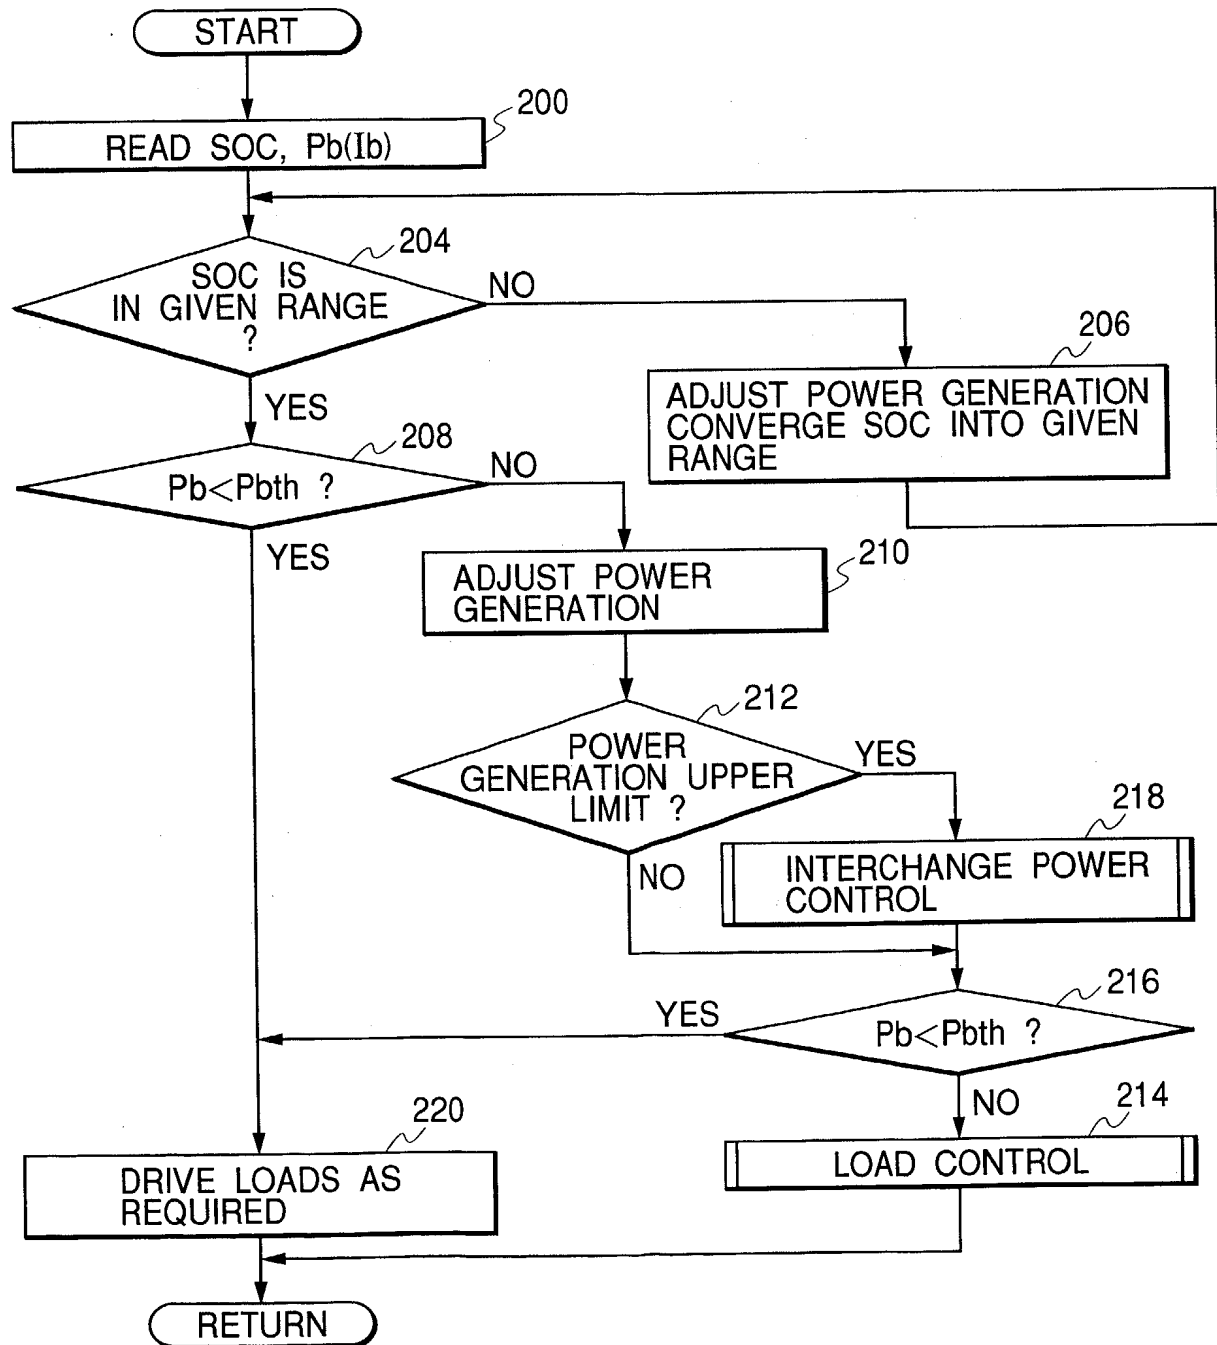 START
200
READ SOC, Pb(Ib)
204
SOC IS
IN GIVEN RANGE
?
NO
YES
206
ADJUST POWER GENERATION
CONVERGE SOC INTO GIVEN
RANGE
208
Pb<Pbth ?
NO
YES
210
ADJUST POWER
GENERATION
212
POWER
GENERATION UPPER
LIMIT ?
YES
NO
218
INTERCHANGE POWER
CONTROL
216
YES
Pb<Pbth ?
NO
214
LOAD CONTROL
220
DRIVE LOADS AS
REQUIRED
RETURN